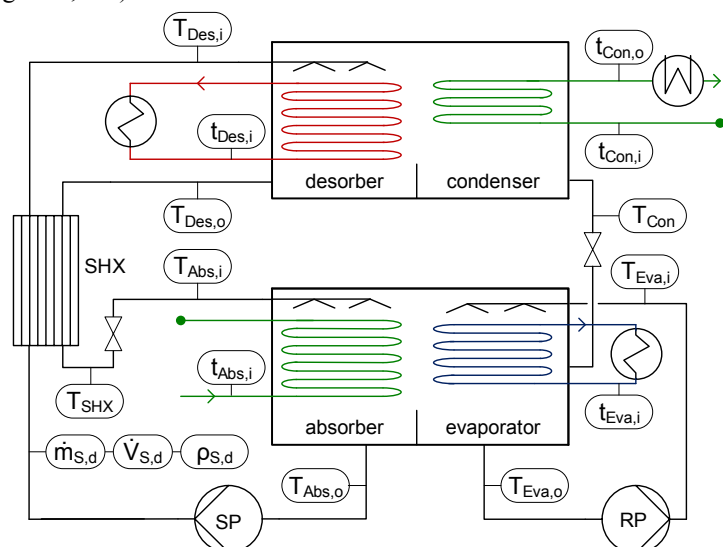 T_Des,i
t_Con,o
t_Des,i
t_Con,i
desorber condenser
T_Des,o
T_Con
SHX
T_Abs,i
T_Eva,i
t_Abs,i
T_SHX
t_Eva,i
absorber evaporator
ṁ_S,d V̇_S,d ρ_S,d
T_Abs,o
T_Eva,o
SP
RP